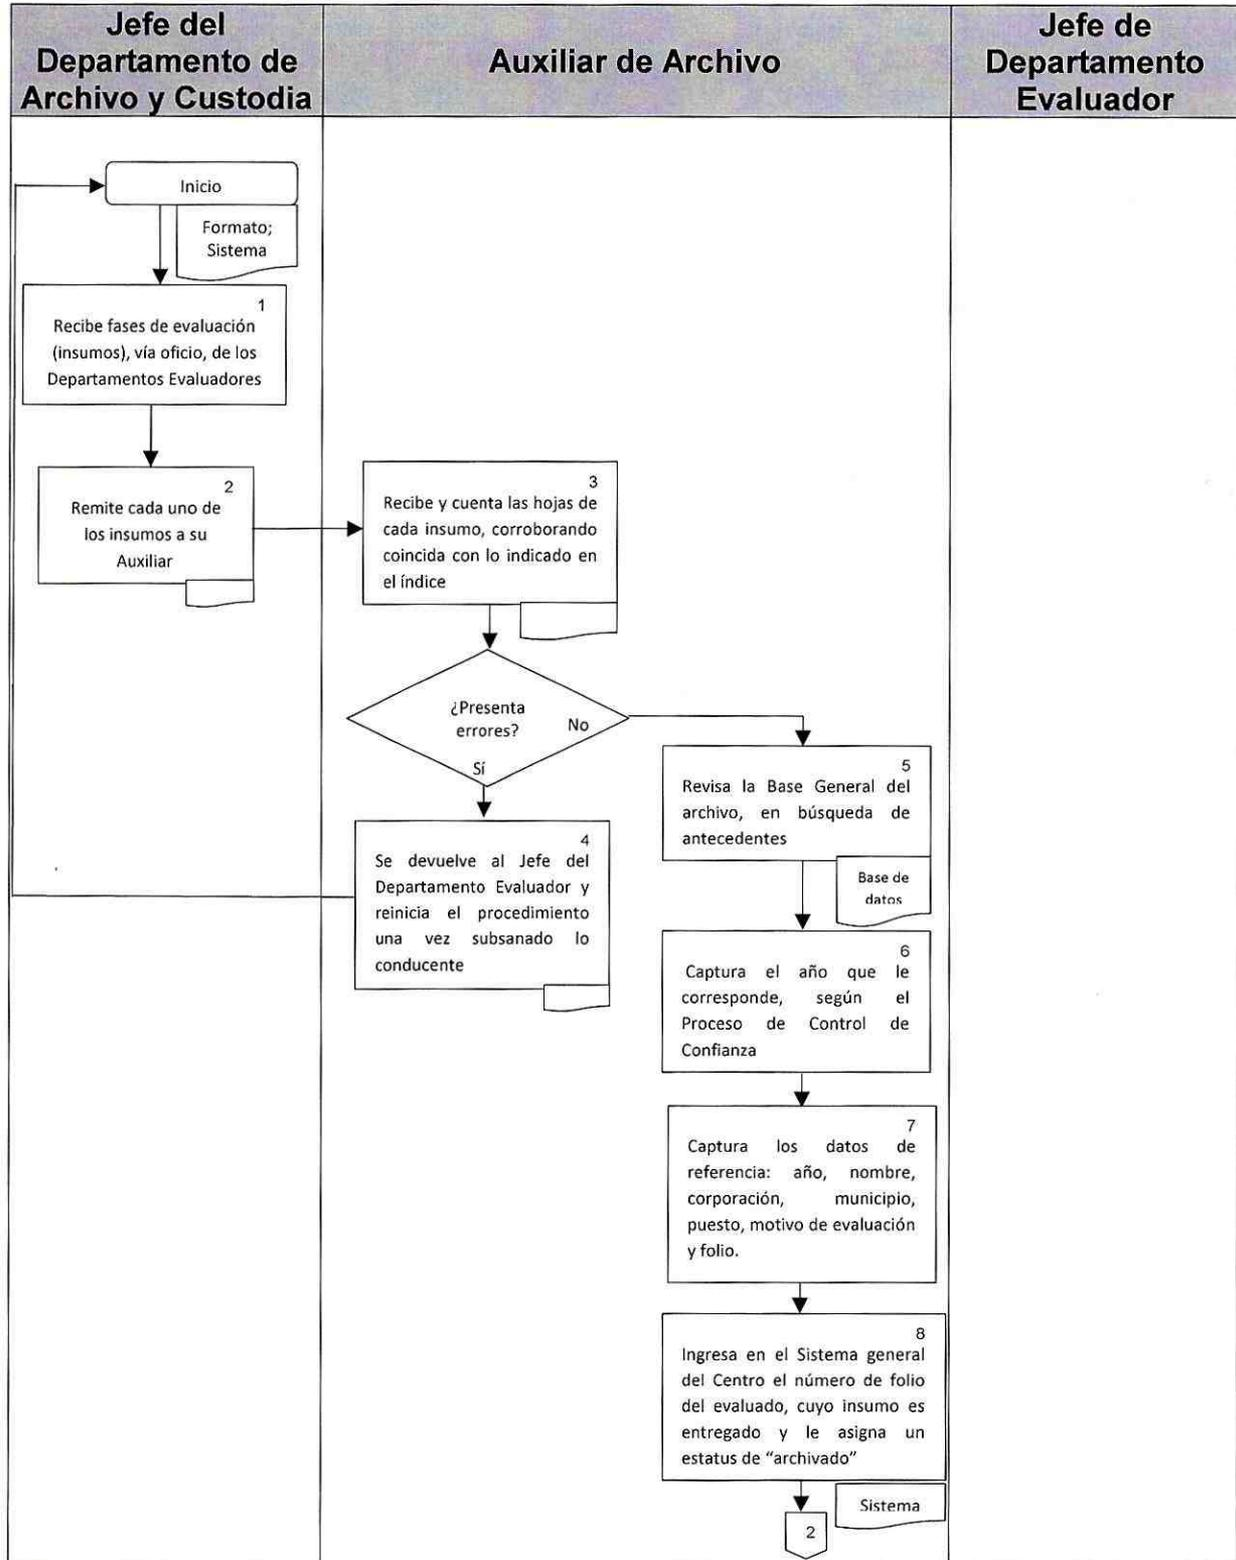 Jefe del
Departamento de
Archivo y Custodia
Auxiliar de Archivo
Jefe de
Departamento
Evaluador
Inicio
Formato;
Sistema
1
Recibe fases de evaluación
(insumos), vía oficio, de los
Departamentos Evaluadores
2
Remite cada uno de
los insumos a su
Auxiliar
3
Recibe y cuenta las hojas de
cada insumo, corroborando
coincida con lo indicado en
el índice
¿Presenta
errores?
No
Sí
4
Se devuelve al Jefe del
Departamento Evaluador y
reinicia el procedimiento
una vez subsanado lo
conducente
5
Revisa la Base General del
archivo, en búsqueda de
antecedentes
Base de
datos
6
Captura el año que le
corresponde, según el
Proceso de Control de
Confianza
7
Captura los datos de
referencia: año, nombre,
corporación, municipio,
puesto, motivo de evaluación
y folio.
8
Ingresa en el Sistema general
del Centro el número de folio
del evaluado, cuyo insumo es
entregado y le asigna un
estatus de “archivado”
Sistema
2